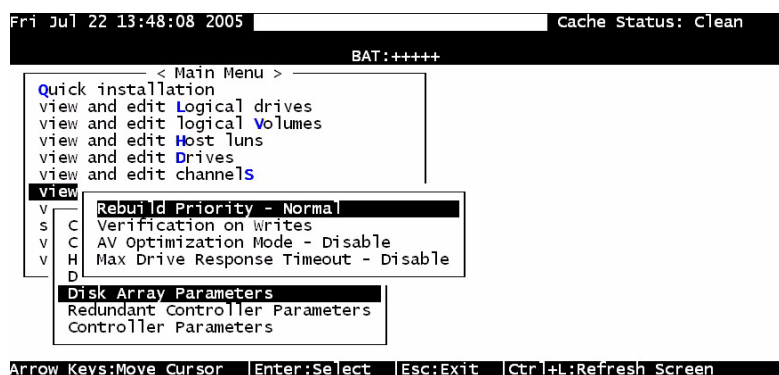 Fri Jul 22 13:48:08 2005 Cache Status: Clean
BAT:+++++
< Main Menu >
Quick installation
view and edit Logical drives
view and edit logical Volumes
view and edit Host luns
view and edit Drives
view and edit channelS
view
v
s
v
v
C
C
H
D
Rebuild Priority - Normal
Verification on Writes
AV Optimization Mode - Disable
Max Drive Response Timeout - Disable
Disk Array Parameters
Redundant Controller Parameters
Controller Parameters
Arrow Keys:Move Cursor |Enter:Select |Esc:Exit |Ctrl+L:Refresh Screen